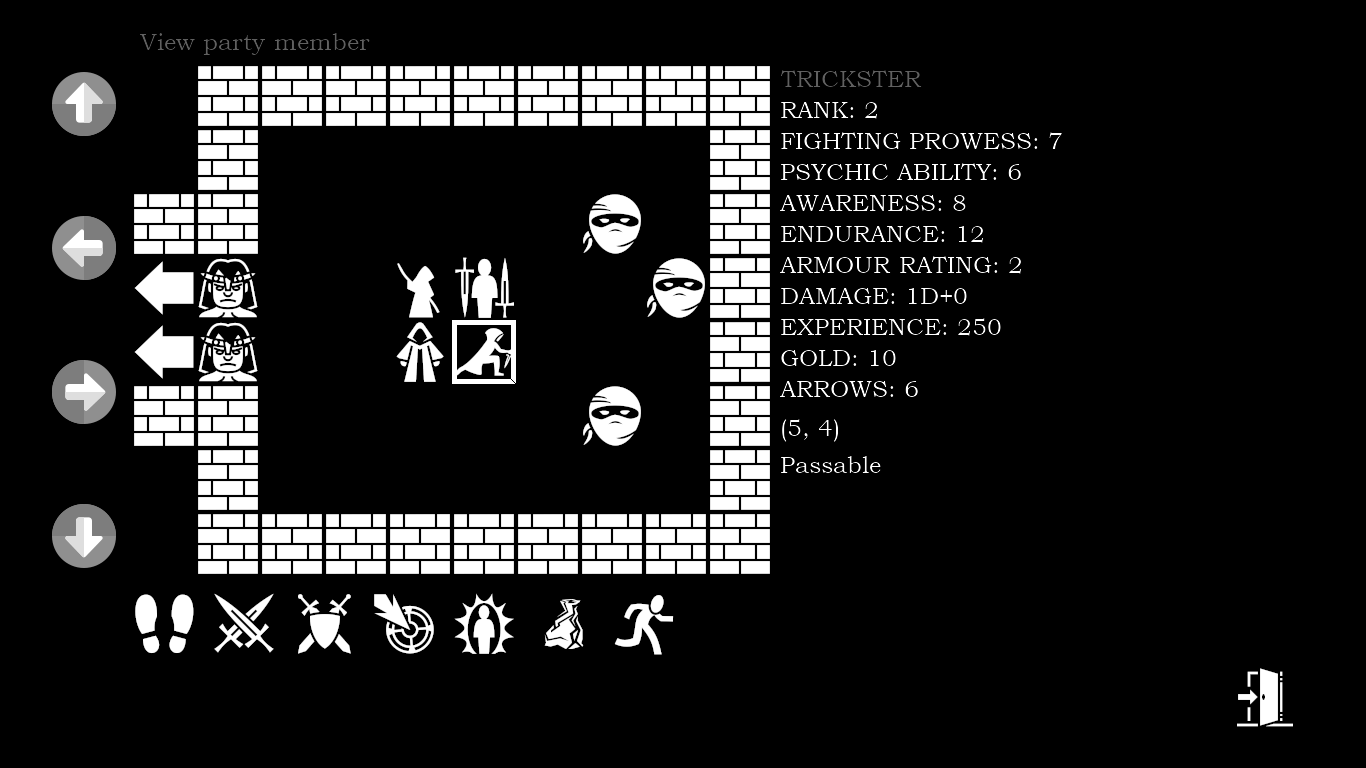 View party member
TRICKSTER
RANK: 2
FIGHTING PROWESS: 7
PSYCHIC ABILITY: 6
AWARENESS: 8
ENDURANCE: 12
ARMOUR RATING: 2
DAMAGE: 1D+0
EXPERIENCE: 250
GOLD: 10
ARROWS: 6
(5, 4)
Passable